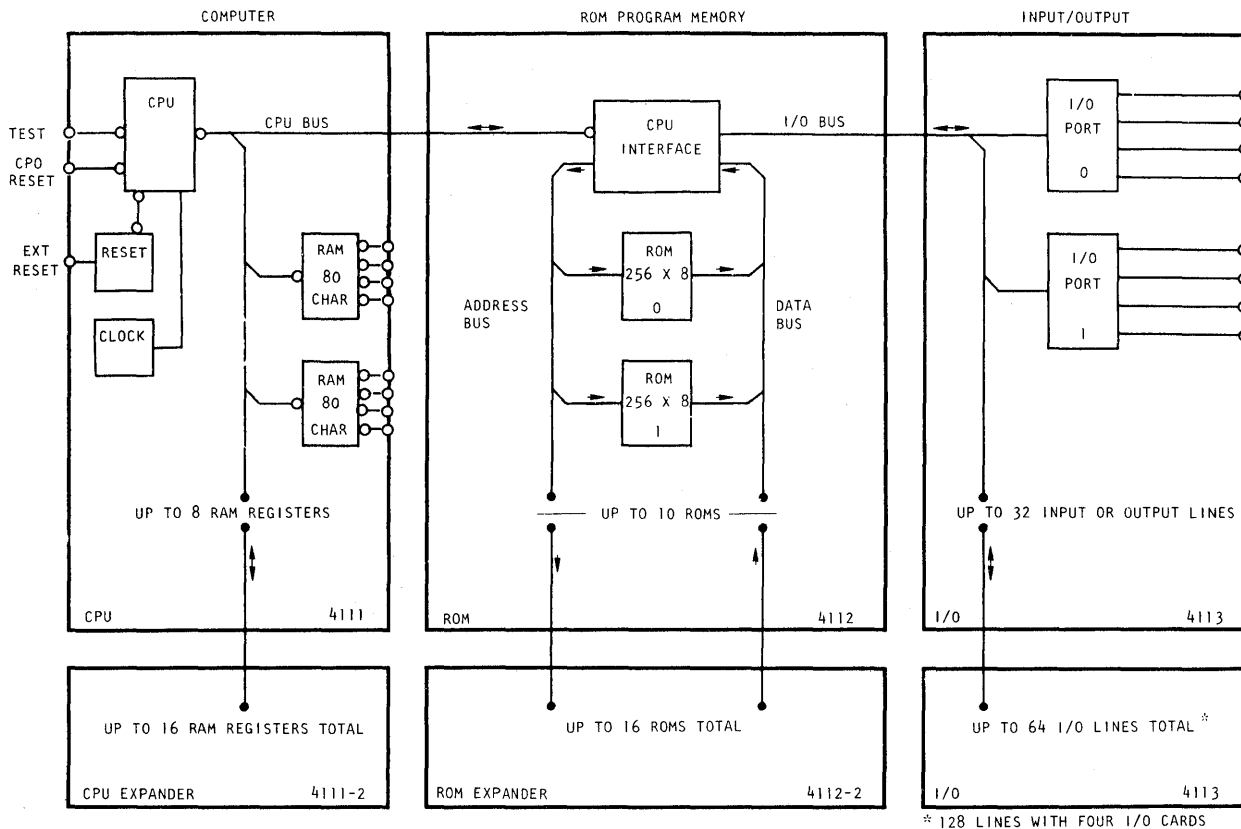 COMPUTER
ROM PROGRAM MEMORY
INPUT/OUTPUT
CPU
TEST
CPO
RESET
EXT
RESET
RESET
CLOCK
CPU BUS
RAM
80
CHAR
RAM
80
CHAR
UP TO 8 RAM REGISTERS
CPU
4111
CPU
INTERFACE
I/O BUS
ADDRESS
BUS
ROM
256 X 8
0
DATA
BUS
ROM
256 X 8
1
UP TO 10 ROMS
ROM
4112
I/O
PORT
0
I/O
PORT
1
UP TO 32 INPUT OR OUTPUT LINES
I/O
4113
UP TO 16 RAM REGISTERS TOTAL
CPU EXPANDER
4111-2
UP TO 16 ROMS TOTAL
ROM EXPANDER
4112-2
UP TO 64 I/O LINES TOTAL *
I/O
4113
* 128 LINES WITH FOUR I/O CARDS